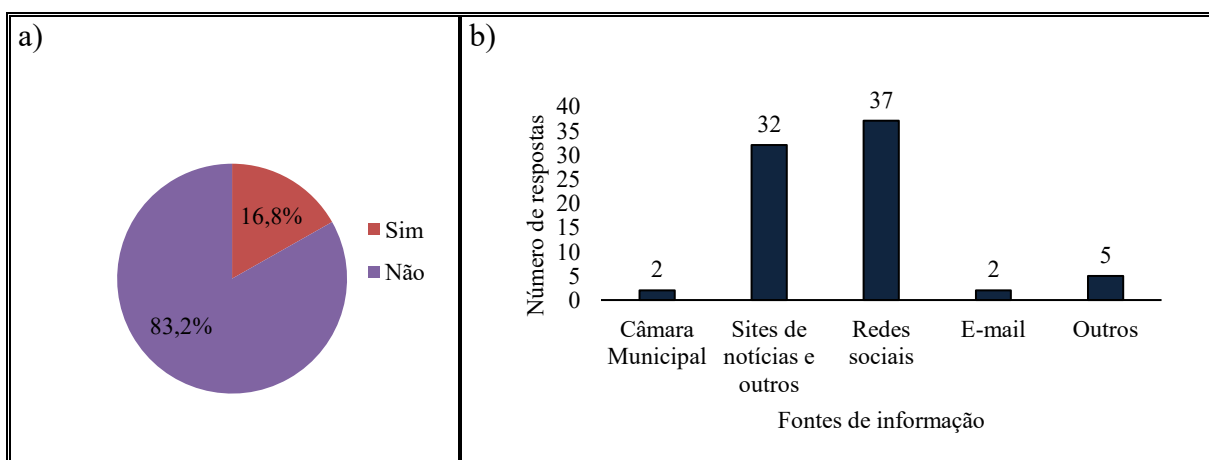 a)
16,8%
83,2%
Sim
Não
b)
Número de respostas
40
35
30
25
20
15
10
5
0
2
32
37
2
5
Câmara
Municipal
Sites de
notícias e
outros
Redes
sociais
E-mail
Outros
Fontes de informação